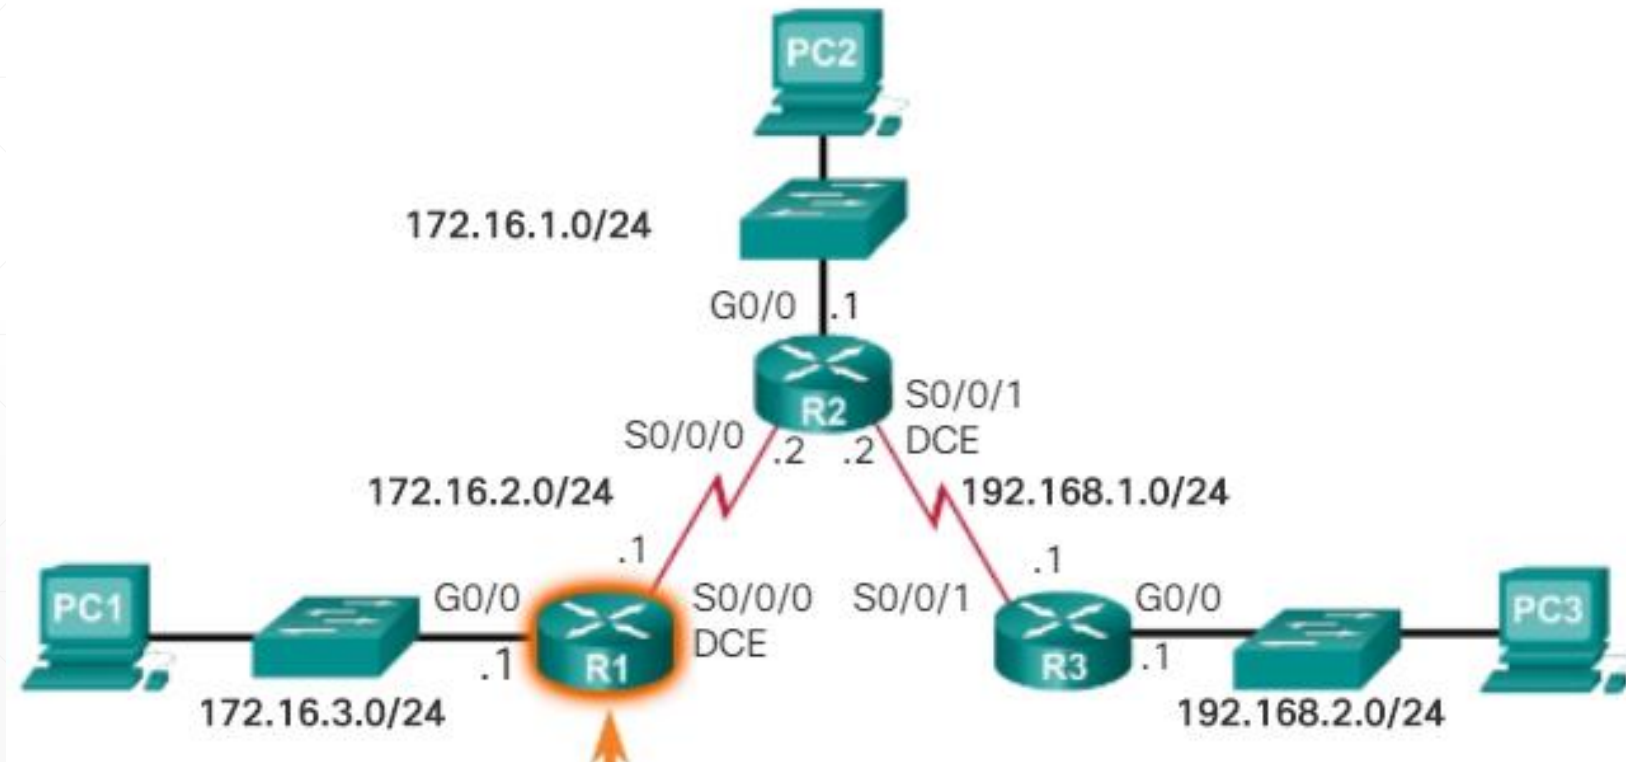 PC2
172.16.1.0/24
G0/0 .1
R2
S0/0/1
DCE
S0/0/0
.2 .2
172.16.2.0/24
192.168.1.0/24
.1
.1
PC1
G0/0
S0/0/0
DCE
S0/0/1
G0/0
PC3
.1
R1
R3
.1
172.16.3.0/24
192.168.2.0/24